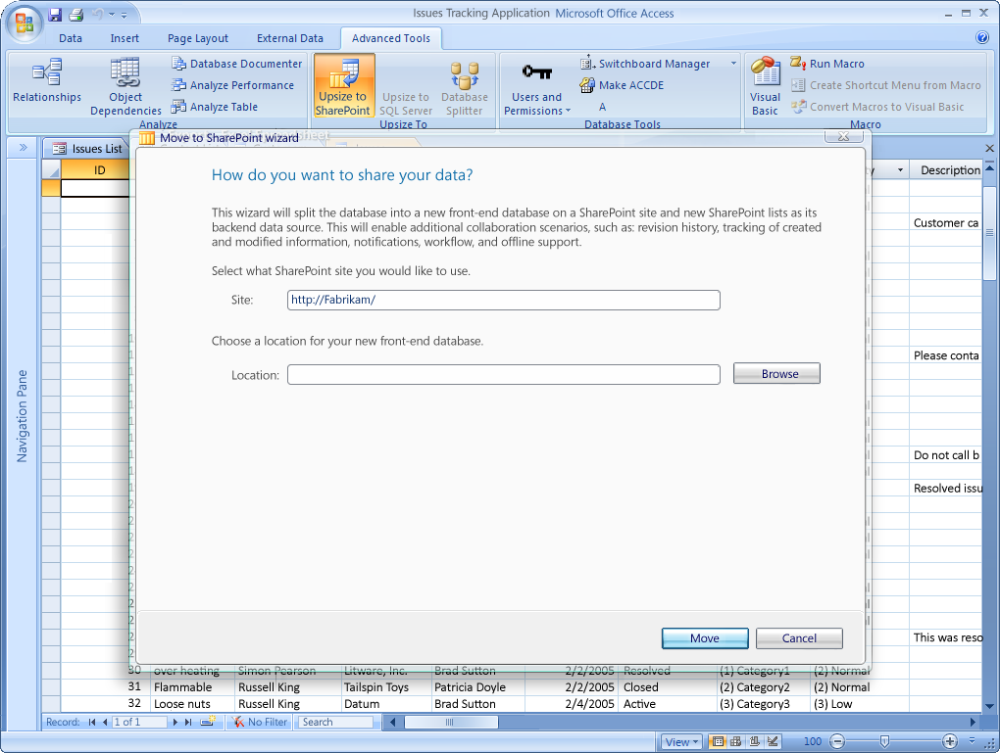 Issues Tracking Application Microsoft Office Access
Data Insert Page Layout External Data Advanced Tools
Relationships
Object
Dependencies
Database Documenter
Analyze Performance
Analyze Table
Analyze
Upsize to
SharePoint
Upsize to
SQL Server
Database
Splitter
Upsize To
Users and
Permissions
Switchboard Manager
Make ACCDE
A
Database Tools
Visual
Basic
Run Macro
Create Shortcut Menu from Macro
Convert Macros to Visual Basic
Macro
Issues List
ID
Description
Customer ca
Please conta
Do not call b
Resolved issu
This was reso
Navigation Pane
Move to SharePoint wizard
How do you want to share your data?
This wizard will split the database into a new front-end database on a SharePoint site and new SharePoint lists as its
backend data source. This will enable additional collaboration scenarios, such as: revision history, tracking of created
and modified information, notifications, workflow, and offline support.
Select what SharePoint site you would like to use.
Site: http://Fabrikam/
Choose a location for your new front-end database.
Location: Browse
Move Cancel
30 over heating Simon Pearson Litware, Inc. Brad Sutton 2/2/2005 Resolved (1) Category1 (2) Normal
31 Flammable Russell King Tailspin Toys Patricia Doyle 2/2/2005 Closed (2) Category2 (2) Normal
32 Loose nuts Russell King Datum Brad Sutton 2/4/2005 Active (3) Category3 (3) Low
Record: 1 of 1 No Filter Search
View 100